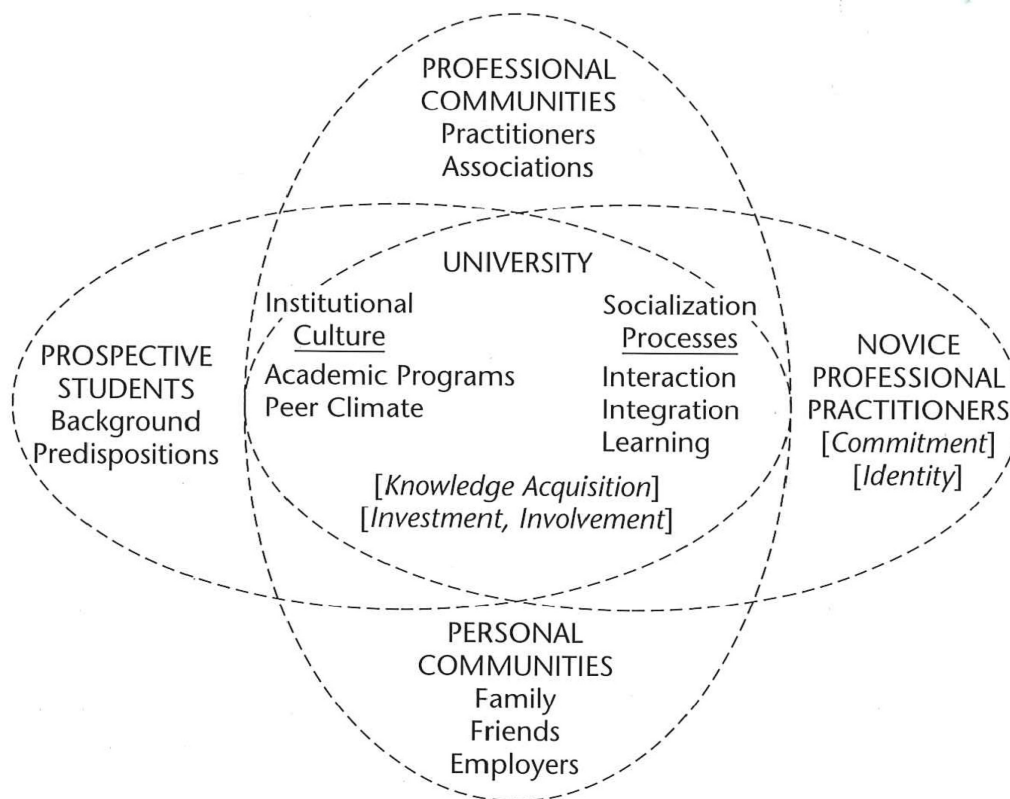 PROFESSIONAL
COMMUNITIES
Practitioners
Associations
UNIVERSITY
Institutional
Culture
Academic Programs
Peer Climate
Socialization
Processes
Interaction
Integration
Learning
[Knowledge Acquisition]
[Investment, Involvement]
PROSPECTIVE
STUDENTS
Background
Predispositions
NOVICE
PROFESSIONAL
PRACTITIONERS
[Commitment]
[Identity]
PERSONAL
COMMUNITIES
Family
Friends
Employers